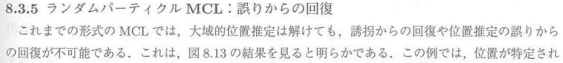 8.3.5 ランダムパーティクル MCL：誤りからの回復
これまでの形式の MCL では，大域的位置推定は解けても，誘拐からの回復や位置推定の誤りから
の回復が不可能である．これは，図 8.13 の結果を見ると明らかである．この例では，位置が特定され